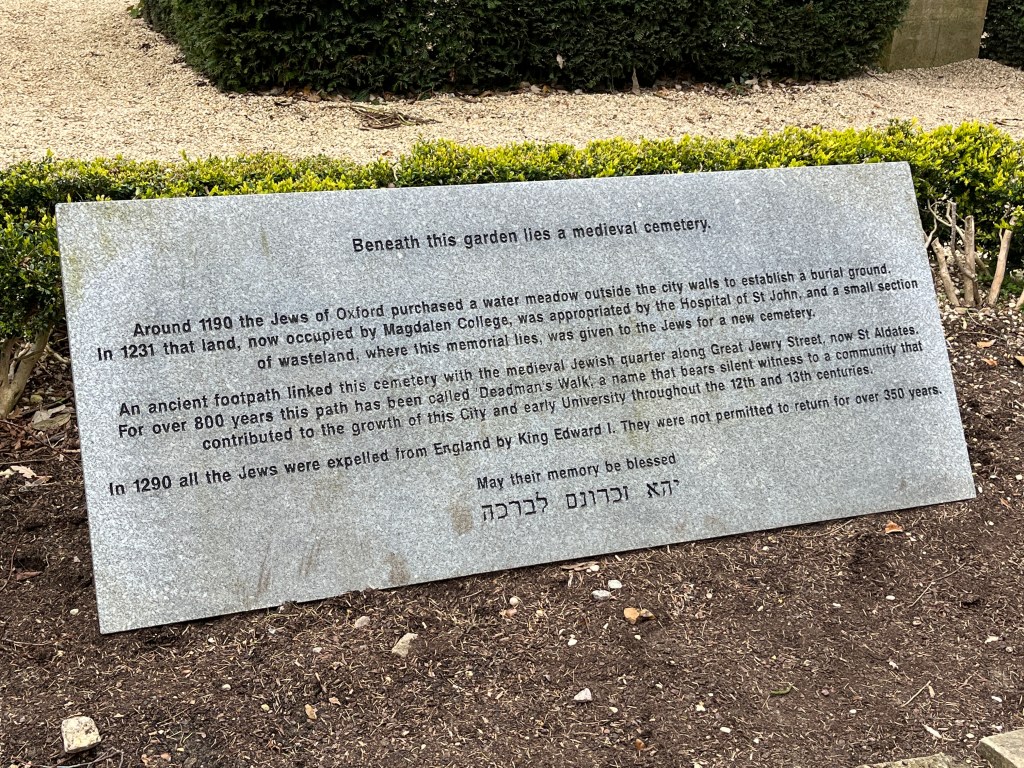 Beneath this garden lies a medieval cemetery.
Around 1190 the Jews of Oxford purchased a water meadow outside the city walls to establish a burial ground.
In 1231 that land, now occupied by Magdalen College, was appropriated by the Hospital of St John, and a small section
of wasteland, where this memorial lies, was given to the Jews for a new cemetery.
An ancient footpath linked this cemetery with the medieval Jewish quarter along Great Jewry Street, now St Aldates.
For over 800 years this path has been called 'Deadman's Walk', a name that bears silent witness to a community that
contributed to the growth of this City and early University throughout the 12th and 13th centuries.
In 1290 all the Jews were expelled from England by King Edward I. They were not permitted to return for over 350 years.
May their memory be blessed
יהא זכרונם לברכה